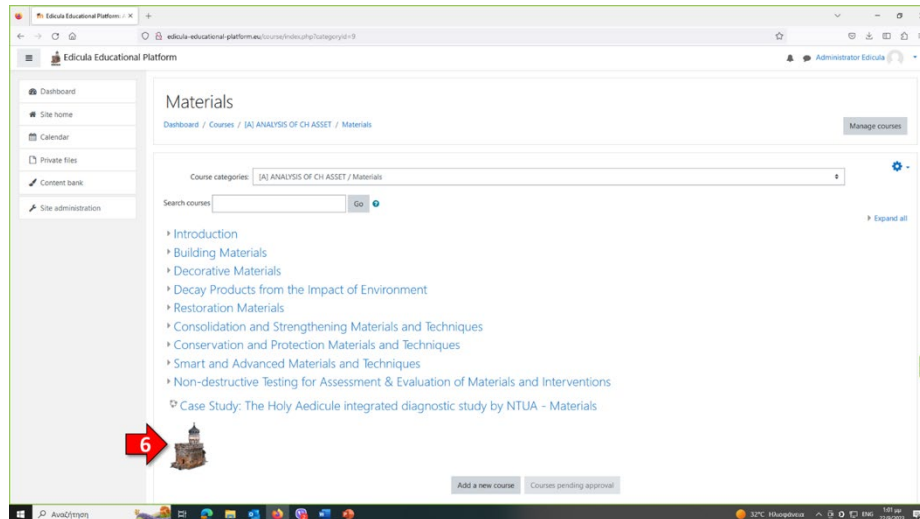 Edicula Educational Platform
edicula-educational-platform.eu/course/index.php?categoryid=9
Edicula Educational Platform
Administrator Edicula
Dashboard
Site home
Calendar
Private files
Content bank
Site administration
Materials
Dashboard / Courses / [A] ANALYSIS OF CH ASSET / Materials
Manage courses
Course categories: [A] ANALYSIS OF CH ASSET / Materials
Search courses Go
Expand all
Introduction
Building Materials
Decorative Materials
Decay Products from the Impact of Environment
Restoration Materials
Consolidation and Strengthening Materials and Techniques
Conservation and Protection Materials and Techniques
Smart and Advanced Materials and Techniques
Non-destructive Testing for Assessment & Evaluation of Materials and Interventions
Case Study: The Holy Aedicule integrated diagnostic study by NTUA - Materials
6
Add a new course Courses pending approval
Αναζήτηση
32°C Ηλιοφάνεια ENG 1:01 μμ